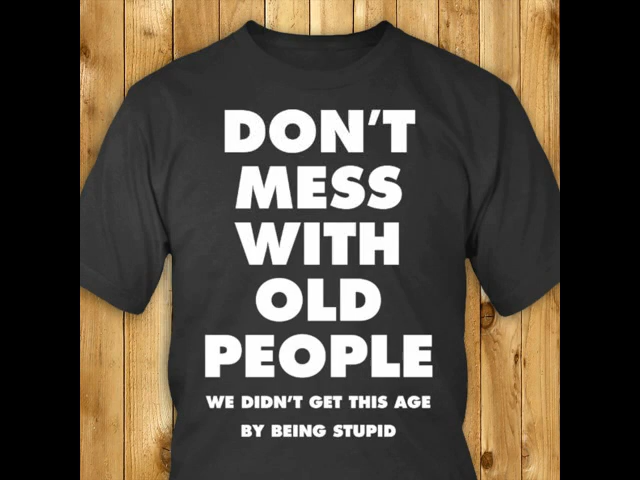 DON'T
MESS
WITH
OLD
PEOPLE
WE DIDN'T GET THIS AGE
BY BEING STUPID